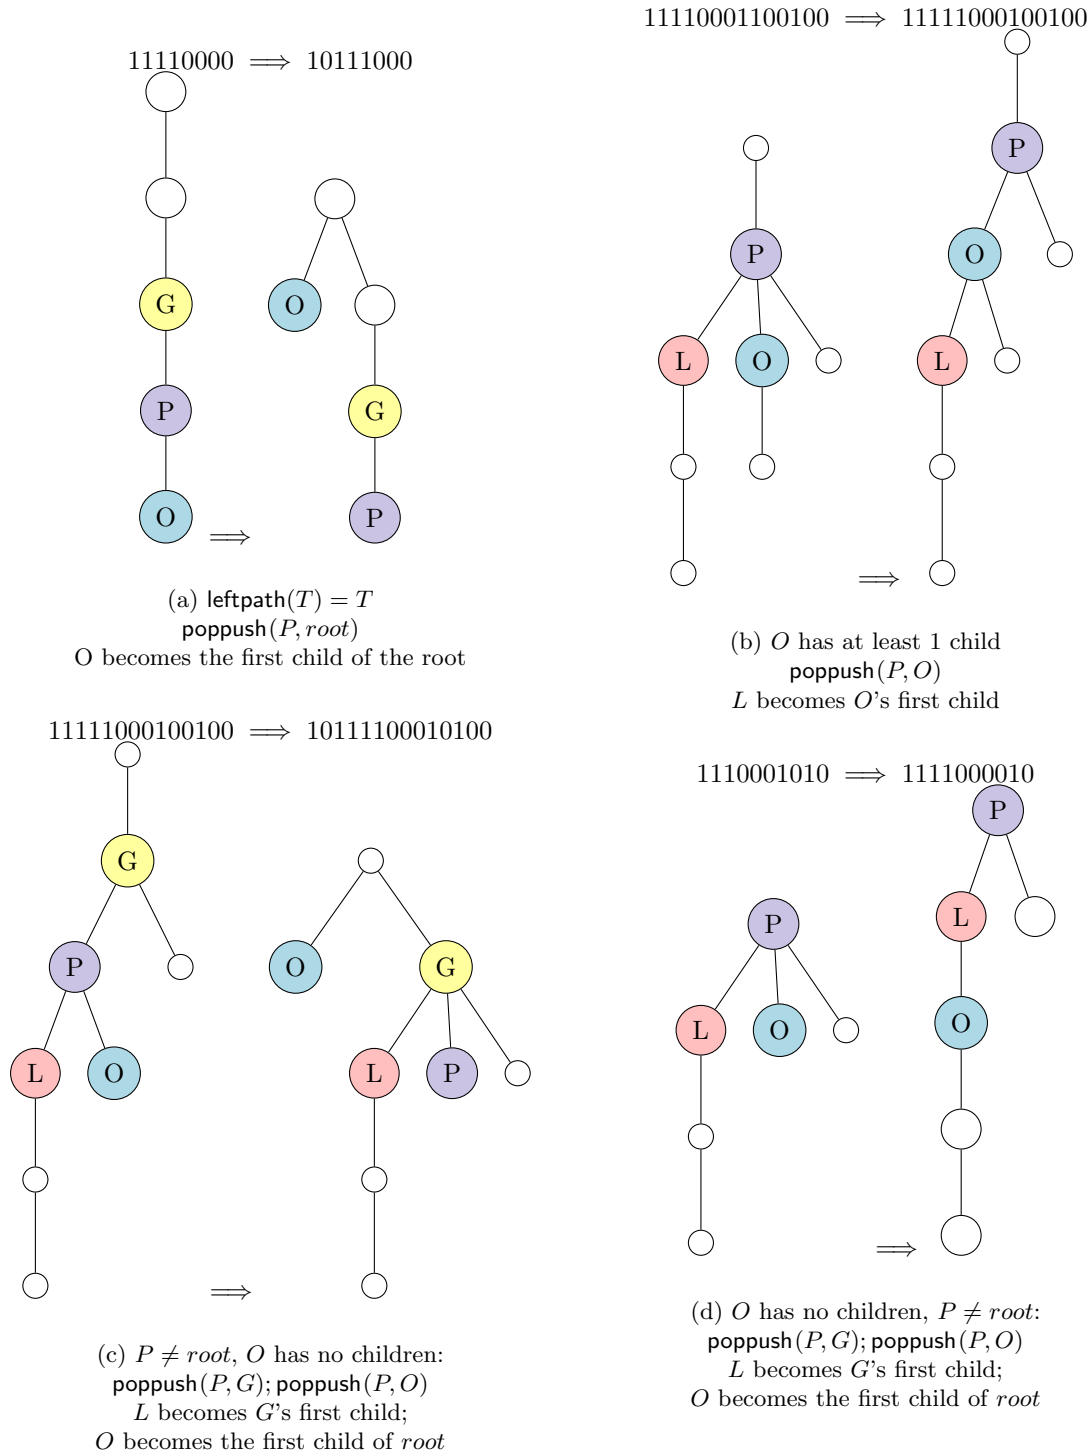 11110000 ⟹ 10111000
G
P
O
O
G
P
⟹
(a) leftpath(T) = T
poppush(P, root)
O becomes the first child of the root
11110001100100 ⟹ 11111000100100
P
L
O
P
O
L
⟹
(b) O has at least 1 child
poppush(P, O)
L becomes O's first child
11111000100100 ⟹ 10111100010100
G
P
L
O
O
G
L
P
⟹
(c) P ≠ root, O has no children:
poppush(P, G); poppush(P, O)
L becomes G's first child;
O becomes the first child of root
1110001010 ⟹ 1111000010
P
L
O
P
L
O
⟹
(d) O has no children, P ≠ root:
poppush(P, G); poppush(P, O)
L becomes G's first child;
O becomes the first child of root